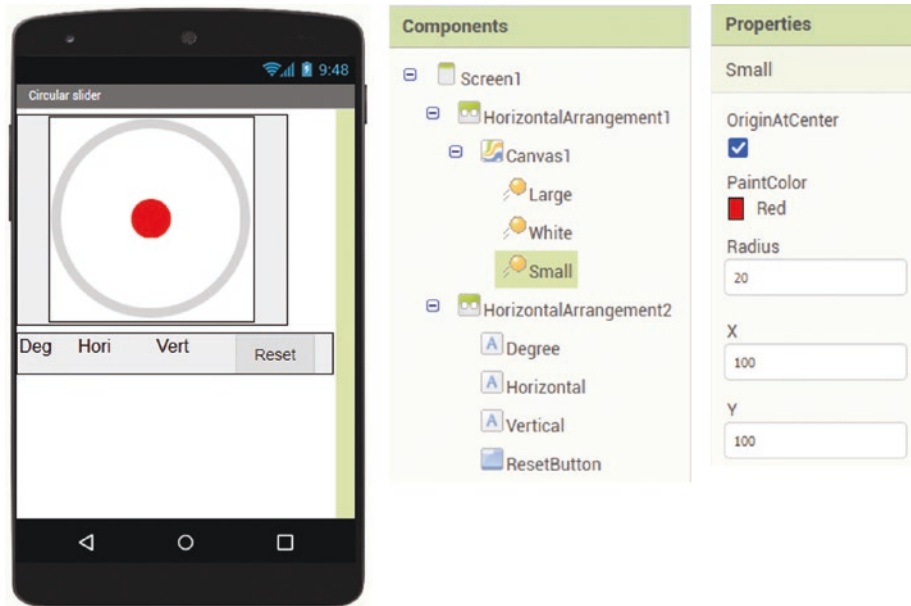 9:48
Circular slider
Deg Hori Vert Reset
Components
Screen1
HorizontalArrangement1
Canvas1
Large
White
Small
HorizontalArrangement2
A Degree
A Horizontal
A Vertical
ResetButton
Properties
Small
OriginAtCenter
PaintColor
Red
Radius
20
X
100
Y
100